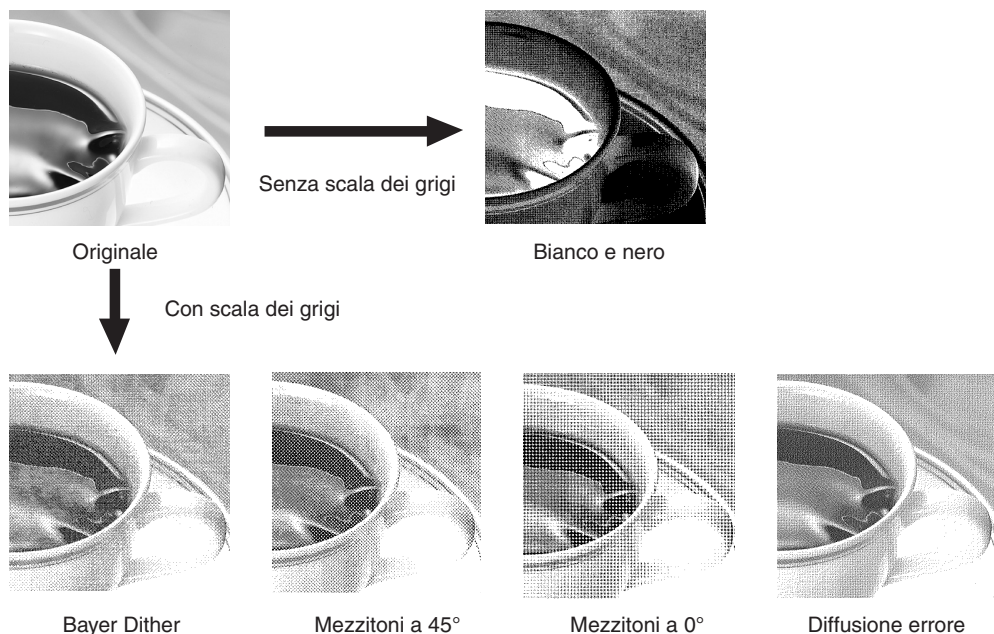 Senza scala dei grigi
Originale
Bianco e nero
Con scala dei grigi
Bayer Dither
Mezzitoni a 45°
Mezzitoni a 0°
Diffusione errore